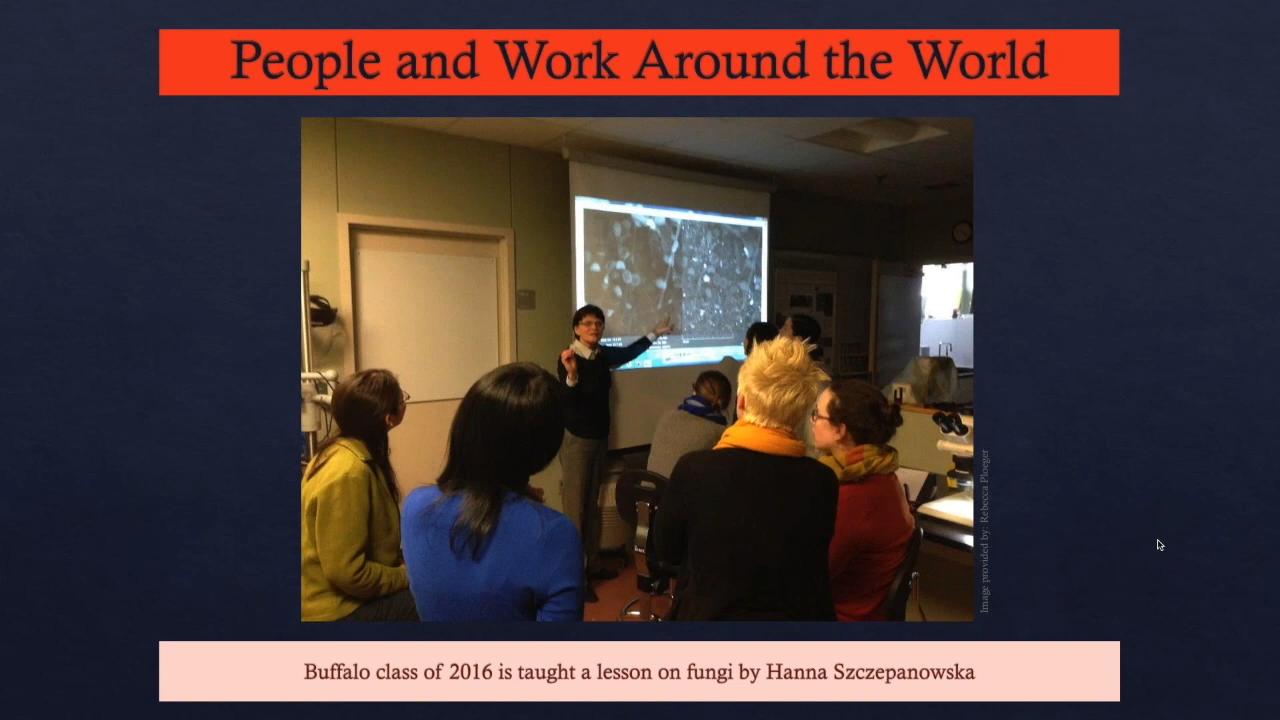 People and Work Around the World
Image provided by: Rebecca Ploeger
Buffalo class of 2016 is taught a lesson on fungi by Hanna Szczepanowska